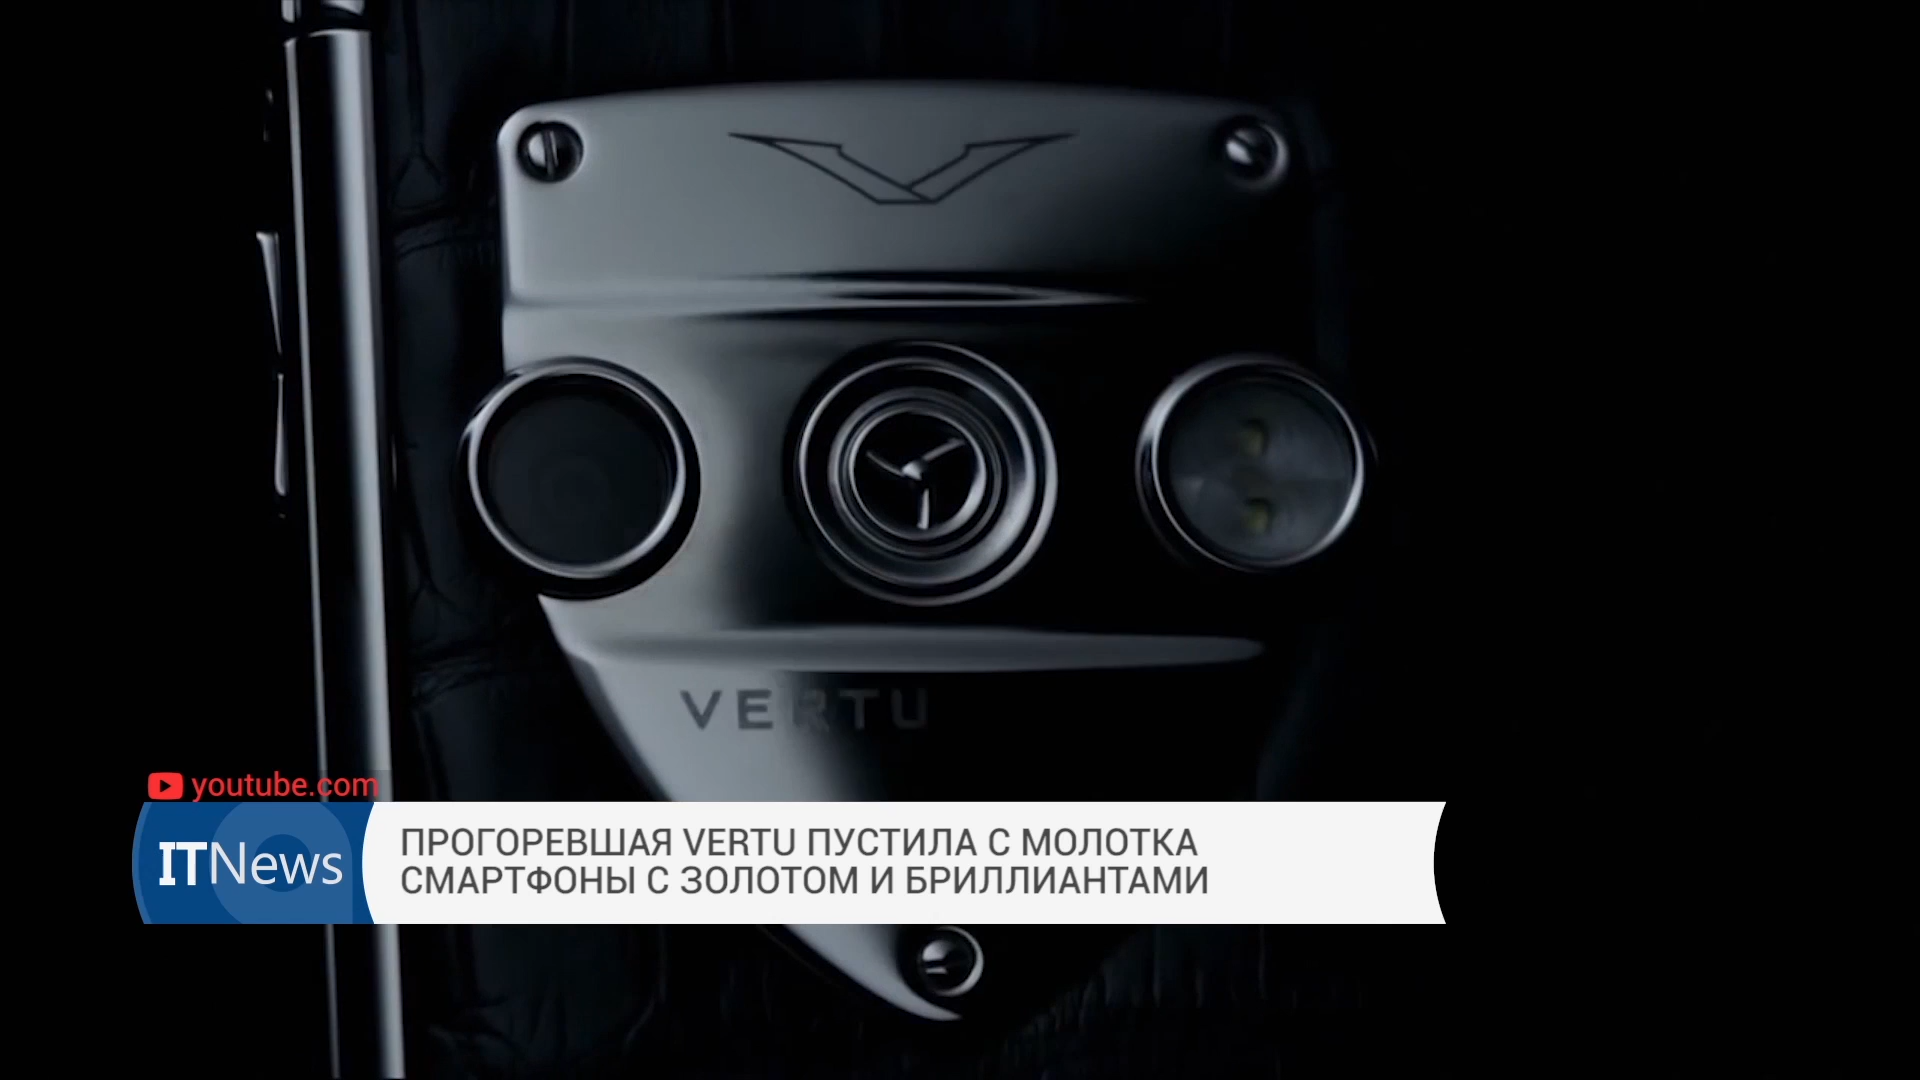 VERTU
youtube.com
ITNews
ПРОГОРЕВШАЯ VERTU ПУСТИЛА С МОЛОТКА
СМАРТФОНЫ С ЗОЛОТОМ И БРИЛЛИАНТАМИ